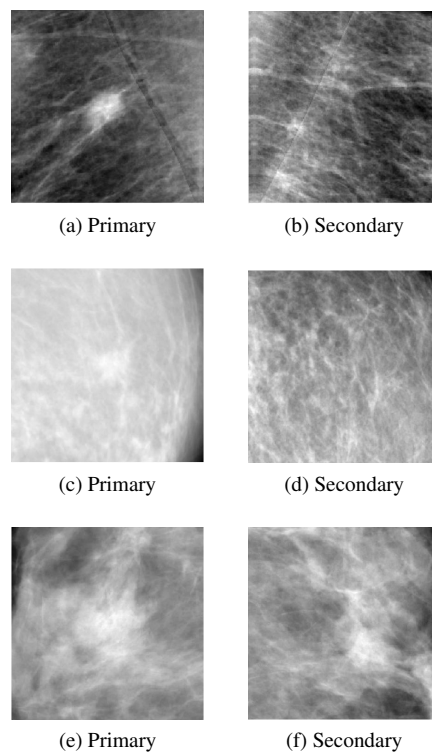 (a) Primary
(b) Secondary
(c) Primary
(d) Secondary
(e) Primary
(f) Secondary